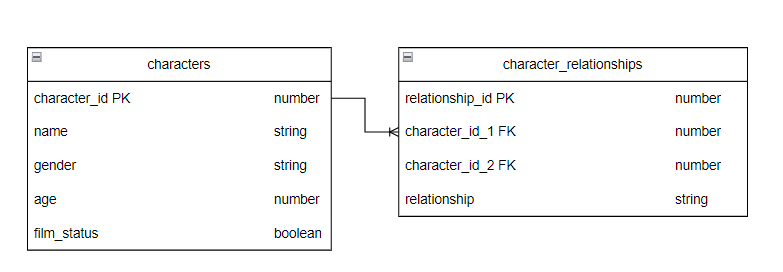 characters
character_id PK number
name string
gender string
age number
film_status boolean
character_relationships
relationship_id PK number
character_id_1 FK number
character_id_2 FK number
relationship string